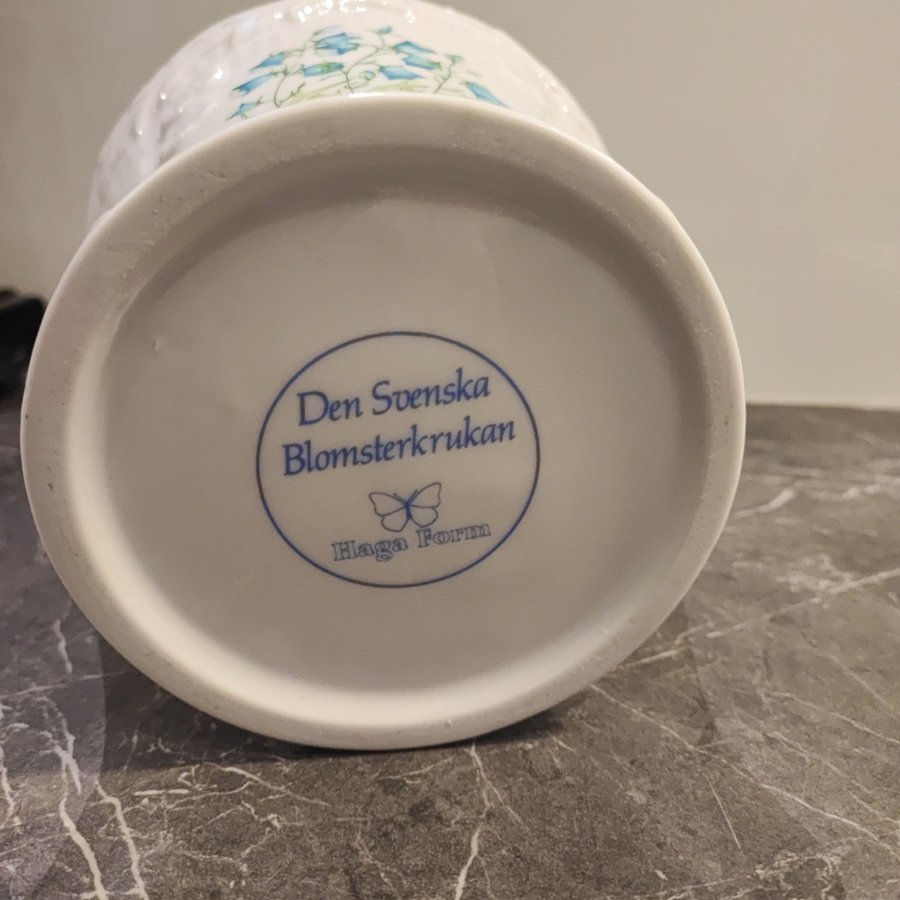 Den Svenska
Blomsterkrukan
Haga Form